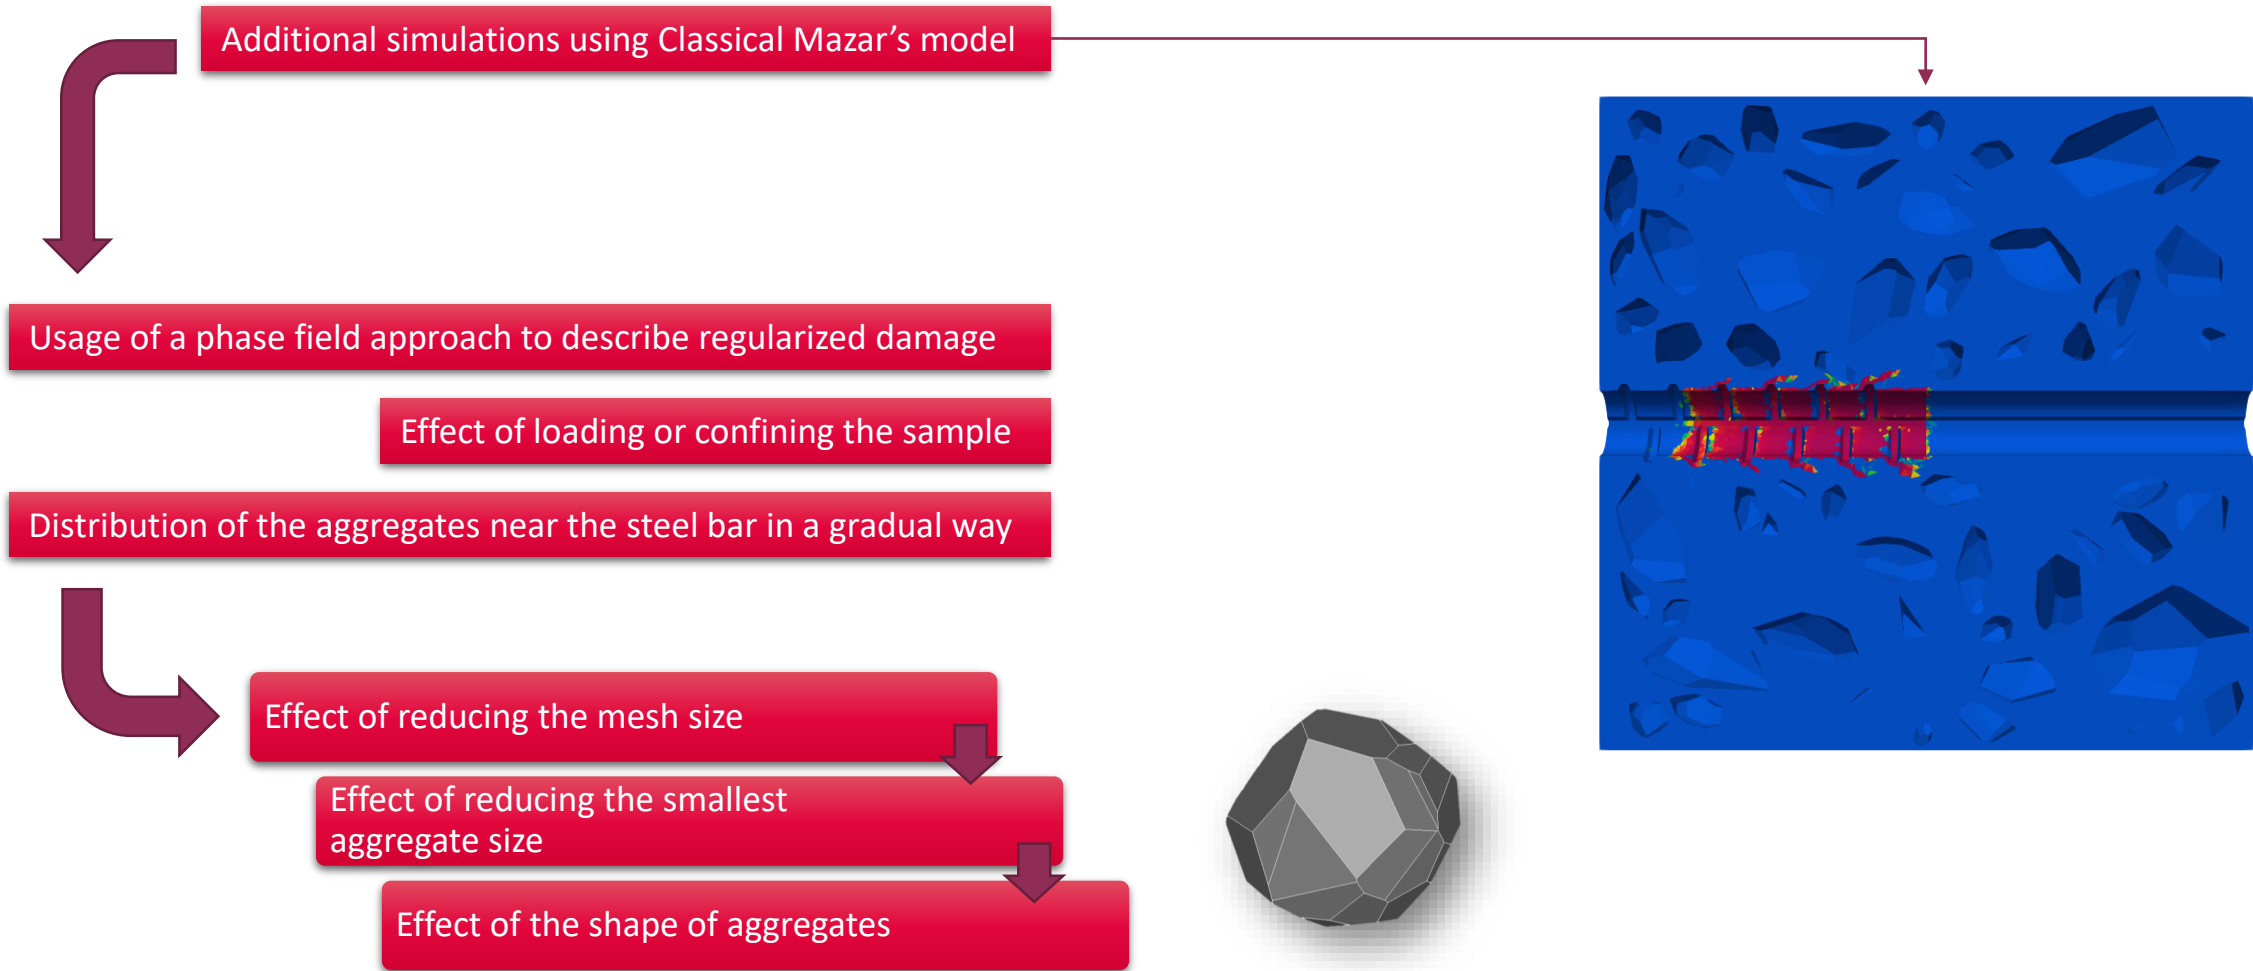 Additional simulations using Classical Mazar’s model
Usage of a phase field approach to describe regularized damage
Effect of loading or confining the sample
Distribution of the aggregates near the steel bar in a gradual way
Effect of reducing the mesh size
Effect of reducing the smallest
aggregate size
Effect of the shape of aggregates